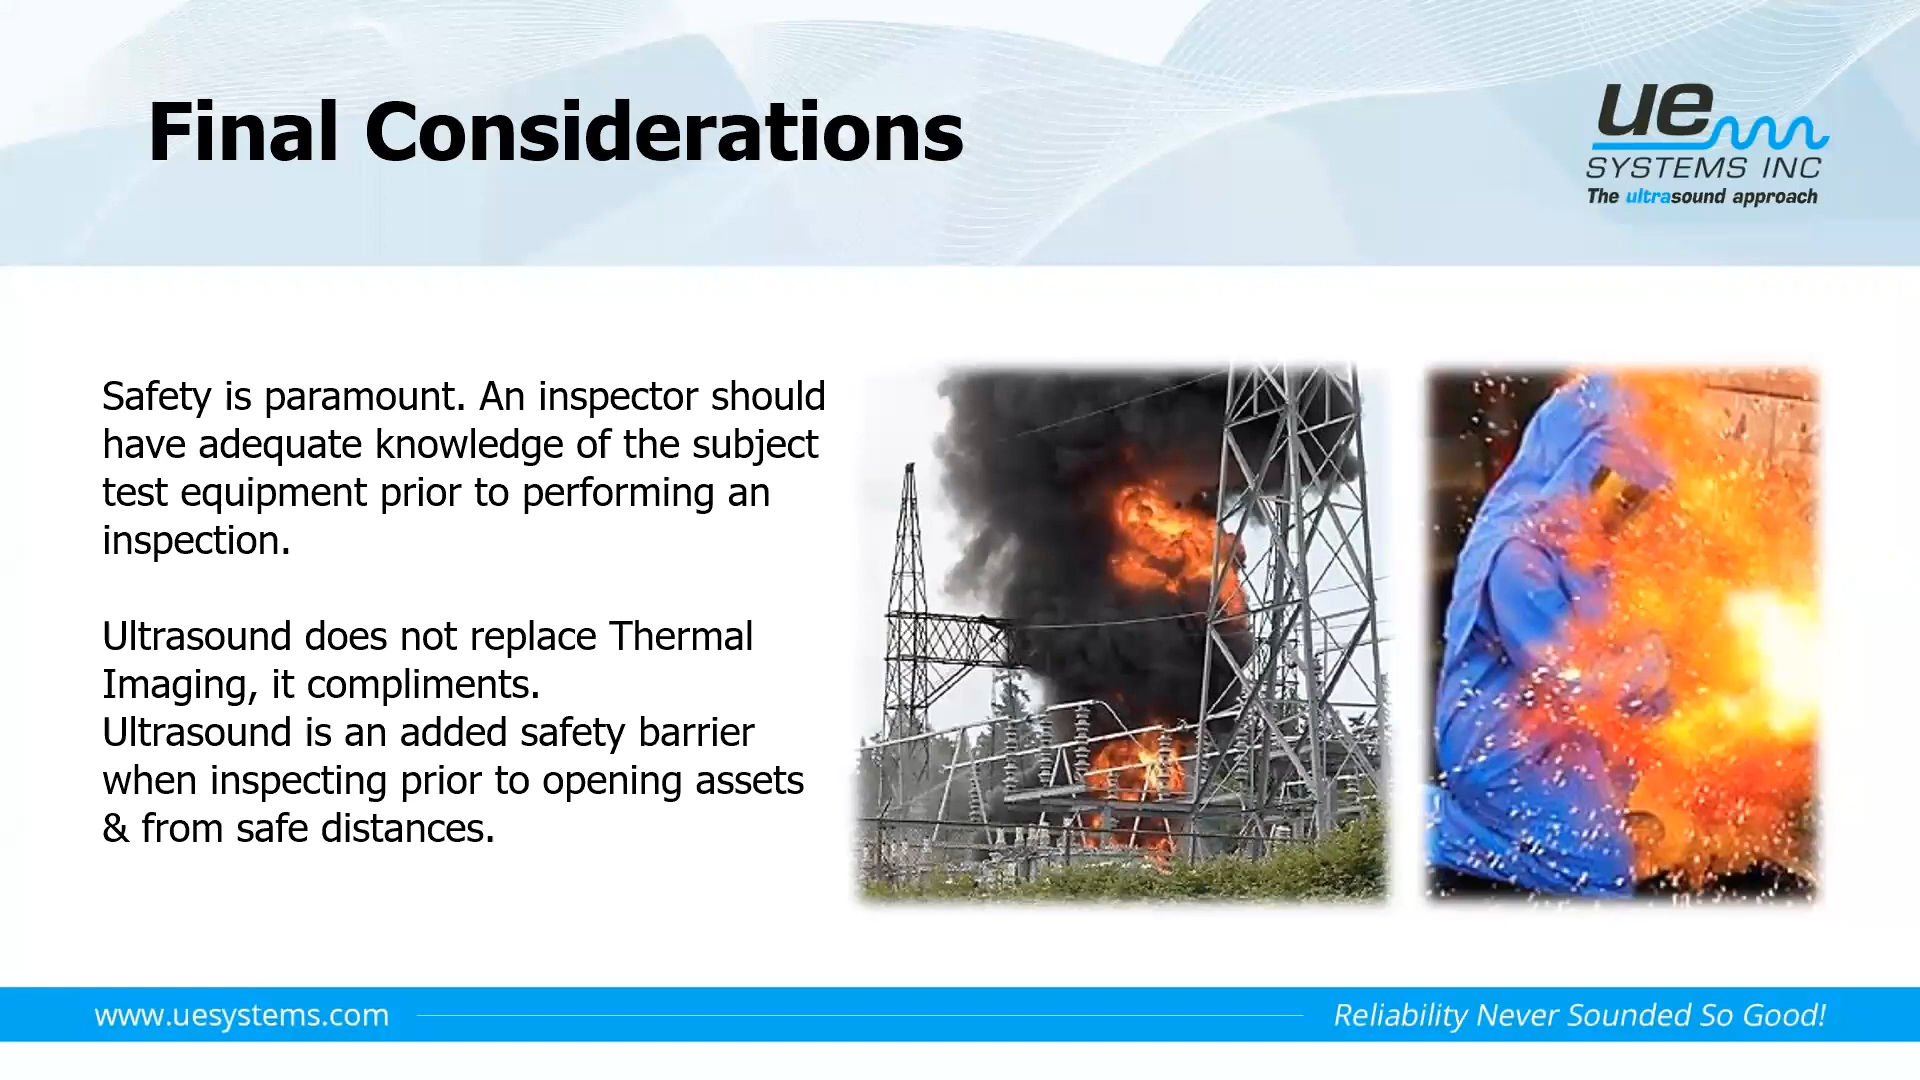 Final Considerations
ue
SYSTEMS INC
The ultrasound approach
Safety is paramount. An inspector should
have adequate knowledge of the subject
test equipment prior to performing an
inspection.
Ultrasound does not replace Thermal
Imaging, it compliments.
Ultrasound is an added safety barrier
when inspecting prior to opening assets
& from safe distances.
www.uesystems.com
Reliability Never Sounded So Good!